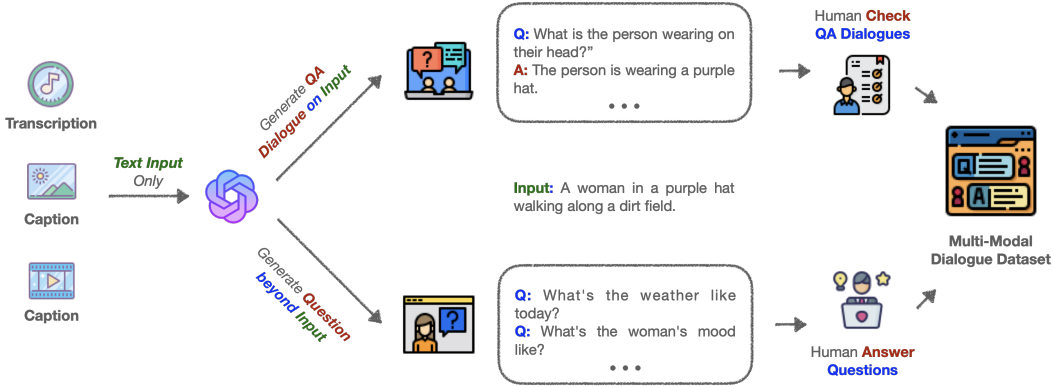 Transcription
Caption
Caption
Text Input
Only
Generate QA
Dialogue on Input
Generate Question
beyond Input
Q: What is the person wearing on
their head?”
A: The person is wearing a purple
hat.
Input: A woman in a purple hat
walking along a dirt field.
Q: What's the weather like
today?
Q: What's the woman's mood
like?
Human Check
QA Dialogues
Human Answer
Questions
Q
A
Multi-Modal
Dialogue Dataset